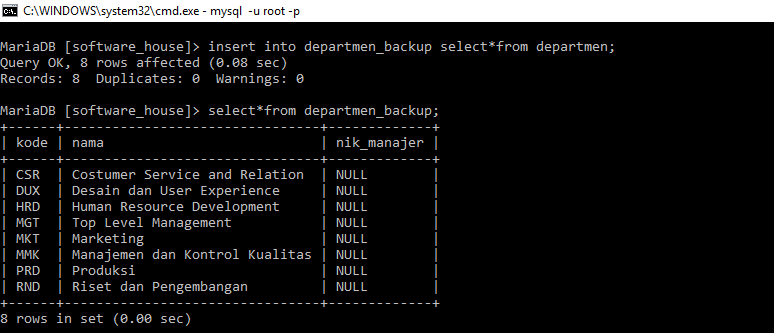 C:\WINDOWS\system32\cmd.exe - mysql  -u root -p
MariaDB [software_house]> insert into departmen_backup select*from departmen;
Query OK, 8 rows affected (0.08 sec)
Records: 8  Duplicates: 0  Warnings: 0
MariaDB [software_house]> select*from departmen_backup;
+------+--------------------------------+-------------+
| kode | nama                           | nik_manajer |
+------+--------------------------------+-------------+
| CSR  | Costumer Service and Relation  | NULL        |
| DUX  | Desain dan User Experience     | NULL        |
| HRD  | Human Resource Development     | NULL        |
| MGT  | Top Level Management           | NULL        |
| MKT  | Marketing                      | NULL        |
| MMK  | Manajemen dan Kontrol Kualitas | NULL        |
| PRD  | Produksi                       | NULL        |
| RND  | Riset dan Pengembangan         | NULL        |
+------+--------------------------------+-------------+
8 rows in set (0.00 sec)